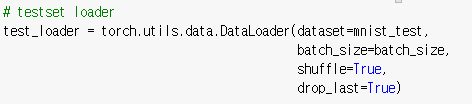 # testset loader
test_loader = torch.utils.data.DataLoader(dataset=mnist_test,
                                          batch_size=batch_size,
                                          shuffle=True,
                                          drop_last=True)